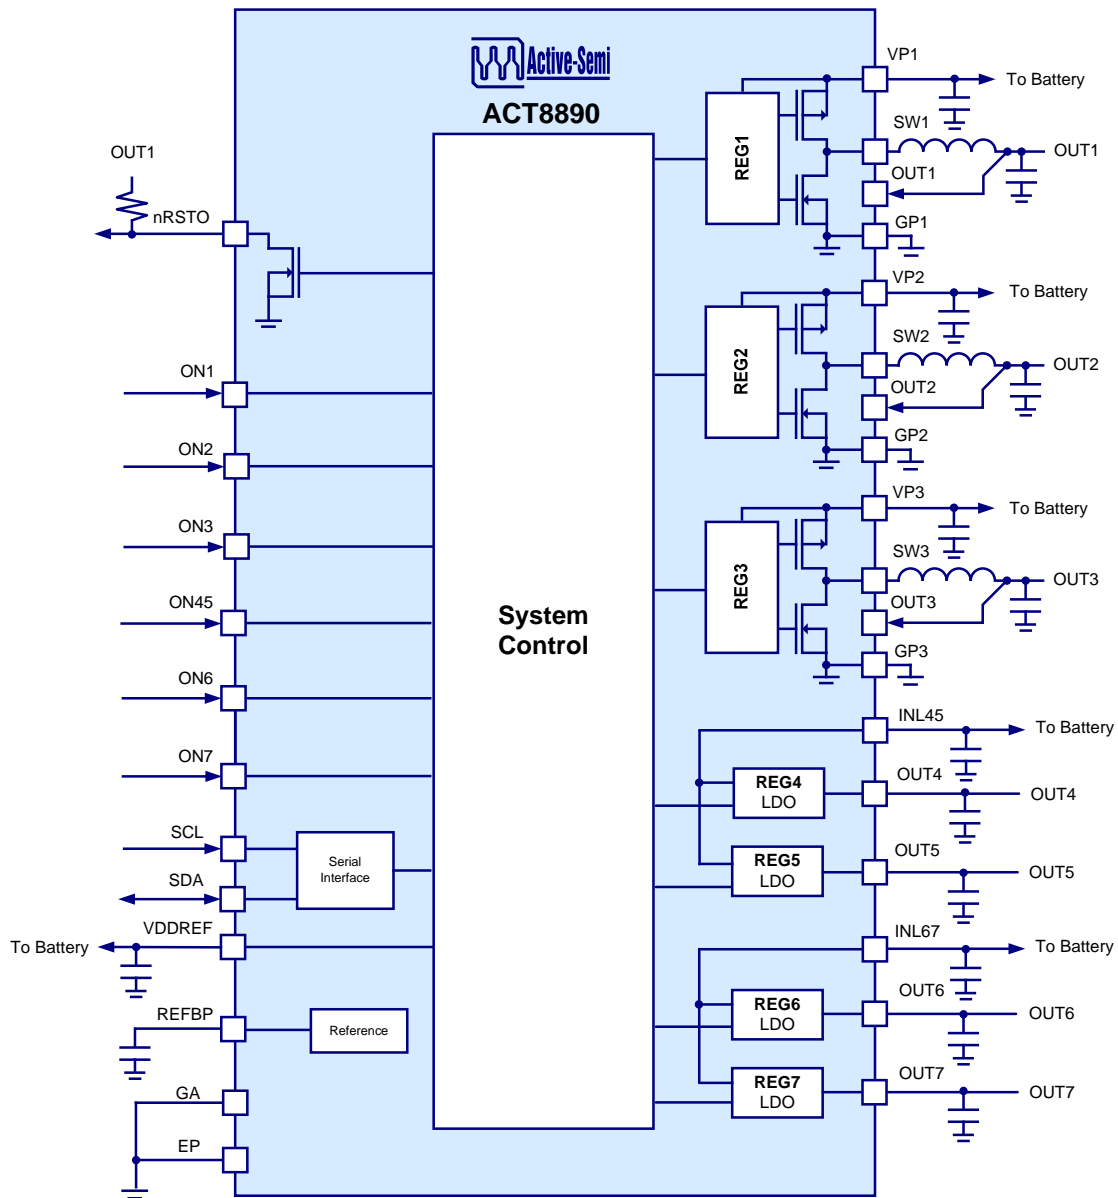 Active-Semi
ACT8890
OUT1
nRSTO
ON1
ON2
ON3
ON45
ON6
ON7
SCL
SDA
Serial
Interface
VDDREF
To Battery
REFBP
Reference
GA
EP
System
Control
VP1
To Battery
REG1
SW1
OUT1
OUT1
GP1
VP2
To Battery
REG2
SW2
OUT2
OUT2
GP2
VP3
To Battery
REG3
SW3
OUT3
OUT3
GP3
INL45
To Battery
REG4
LDO
OUT4
OUT4
REG5
LDO
OUT5
OUT5
INL67
To Battery
REG6
LDO
OUT6
OUT6
REG7
LDO
OUT7
OUT7